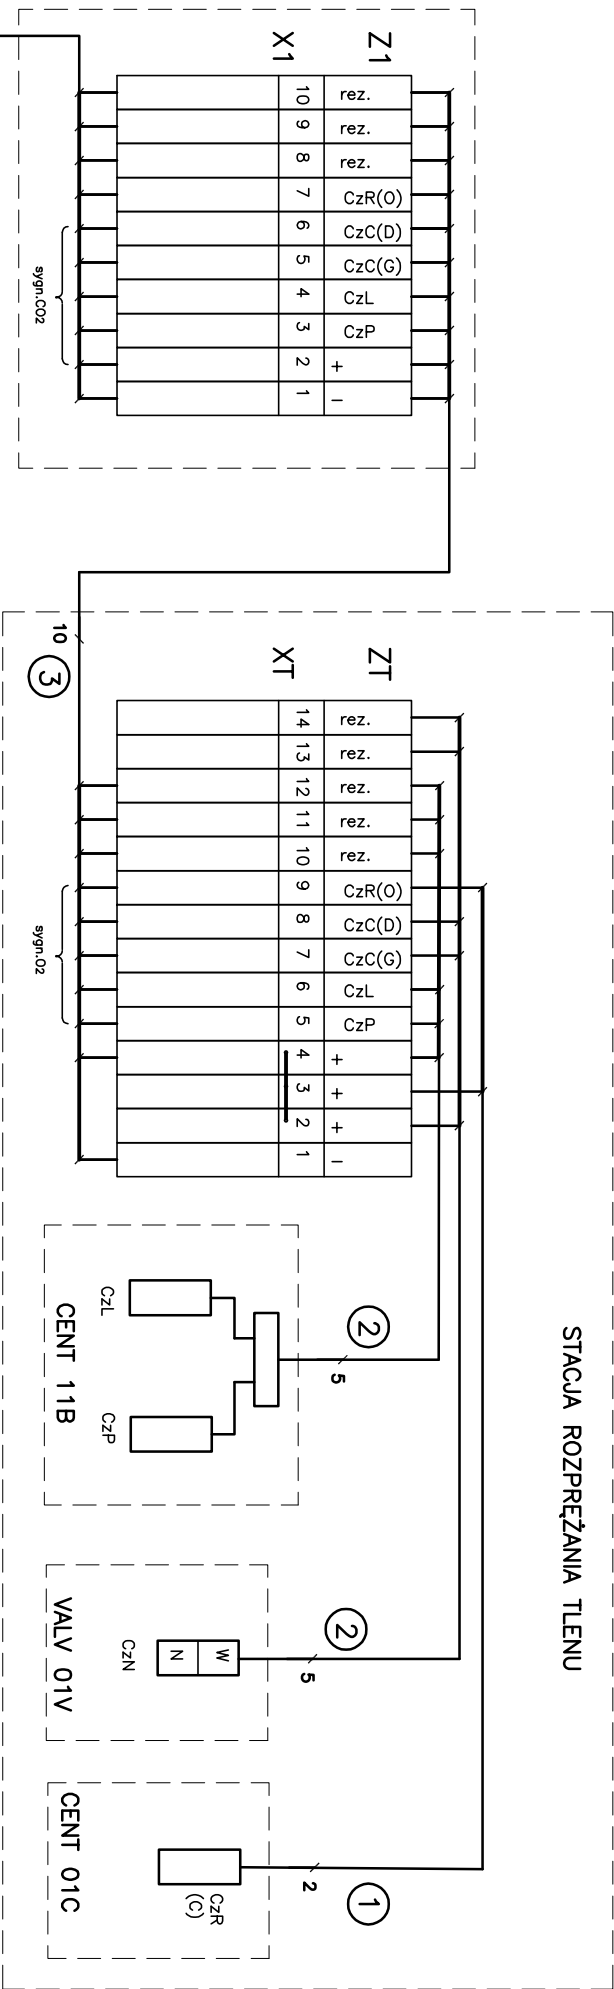 STACJA ROZPRĘŻANIA TLENU
Z1
X1
10 rez.
9 rez.
8 rez.
7 CzR(O)
6 CzC(D)
5 CzC(G)
4 CzL
3 CzP
2 +
1 –
sygn.CO2
10
3
ZT
XT
14 rez.
13 rez.
12 rez.
11 rez.
10 rez.
9 CzR(O)
8 CzC(D)
7 CzC(G)
6 CzL
5 CzP
4 +
3 +
2 +
1 –
sygn.O2
2
5
CzL
CzP
CENT 11B
2
5
W
N
CzN
VALV 01V
1
2
CzR
(C)
CENT 01C